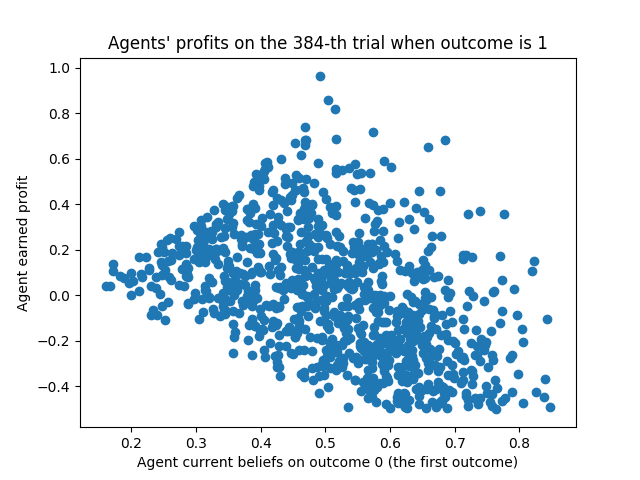 Agents' profits on the 384-th trial when outcome is 1
1.0
0.8
0.6
0.4
0.2
0.0
−0.2
−0.4
Agent earned profit
0.2 0.3 0.4 0.5 0.6 0.7 0.8
Agent current beliefs on outcome 0 (the first outcome)